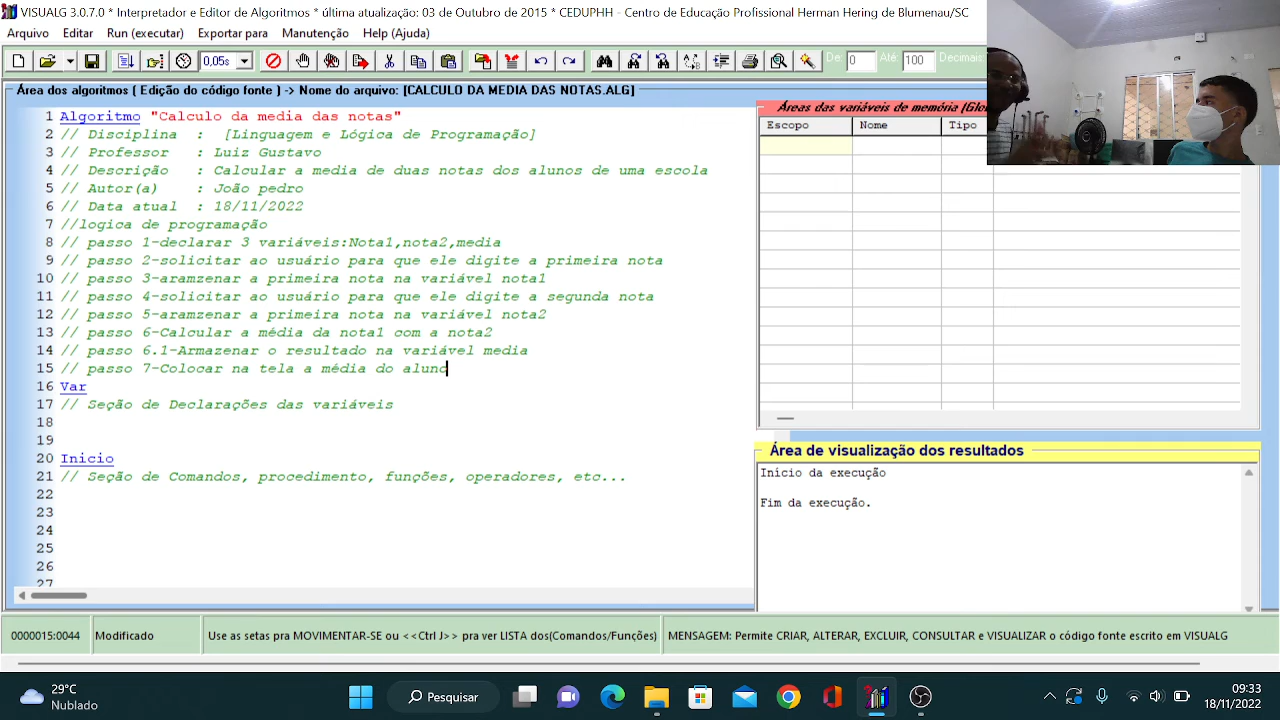 VISUALG 3.0.7.0 * Interpretador e Editor de Algoritmos * última atualização: 03 de Outubro de 2015 * CEDUPHH - Centro de Educação Profissional Herman Hering de Blumenau/SC
Arquivo Editar Run (executar) Exportar para Manutenção Help (Ajuda)
0,05s De: 0 Até: 100 Decimais:
Área dos algoritmos ( Edição do código fonte ) -> Nome do arquivo: [CALCULO DA MEDIA DAS NOTAS.ALG]
1 Algoritmo "Calculo da media das notas"
2 // Disciplina : [Linguagem e Lógica de Programação]
3 // Professor : Luiz Gustavo
4 // Descrição : Calcular a media de duas notas dos alunos de uma escola
5 // Autor(a) : João pedro
6 // Data atual : 18/11/2022
7 //logica de programação
8 // passo 1-declarar 3 variáveis:Nota1,nota2,media
9 // passo 2-solicitar ao usuário para que ele digite a primeira nota
10 // passo 3-aramzenar a primeira nota na variável nota1
11 // passo 4-solicitar ao usuário para que ele digite a segunda nota
12 // passo 5-aramzenar a primeira nota na variável nota2
13 // passo 6-Calcular a média da nota1 com a nota2
14 // passo 6.1-Armazenar o resultado na variável media
15 // passo 7-Colocar na tela a média do aluno
16 Var
17 // Seção de Declarações das variáveis
18
19
20 Inicio
21 // Seção de Comandos, procedimento, funções, operadores, etc...
22
23
24
25
26
27
Áreas das variáveis de memória (Glo
Escopo Nome Tipo
Área de visualização dos resultados
Início da execução
Fim da execução.
0000015:0044 Modificado Use as setas pra MOVIMENTAR-SE ou <<Ctrl J>> pra ver LISTA dos(Comandos/Funções) MENSAGEM: Permite CRIAR, ALTERAR, EXCLUIR, CONSULTAR e VISUALIZAR o código fonte escrito em VISUALG
29°C
Nublado
Pesquisar
09:33
18/11/2022